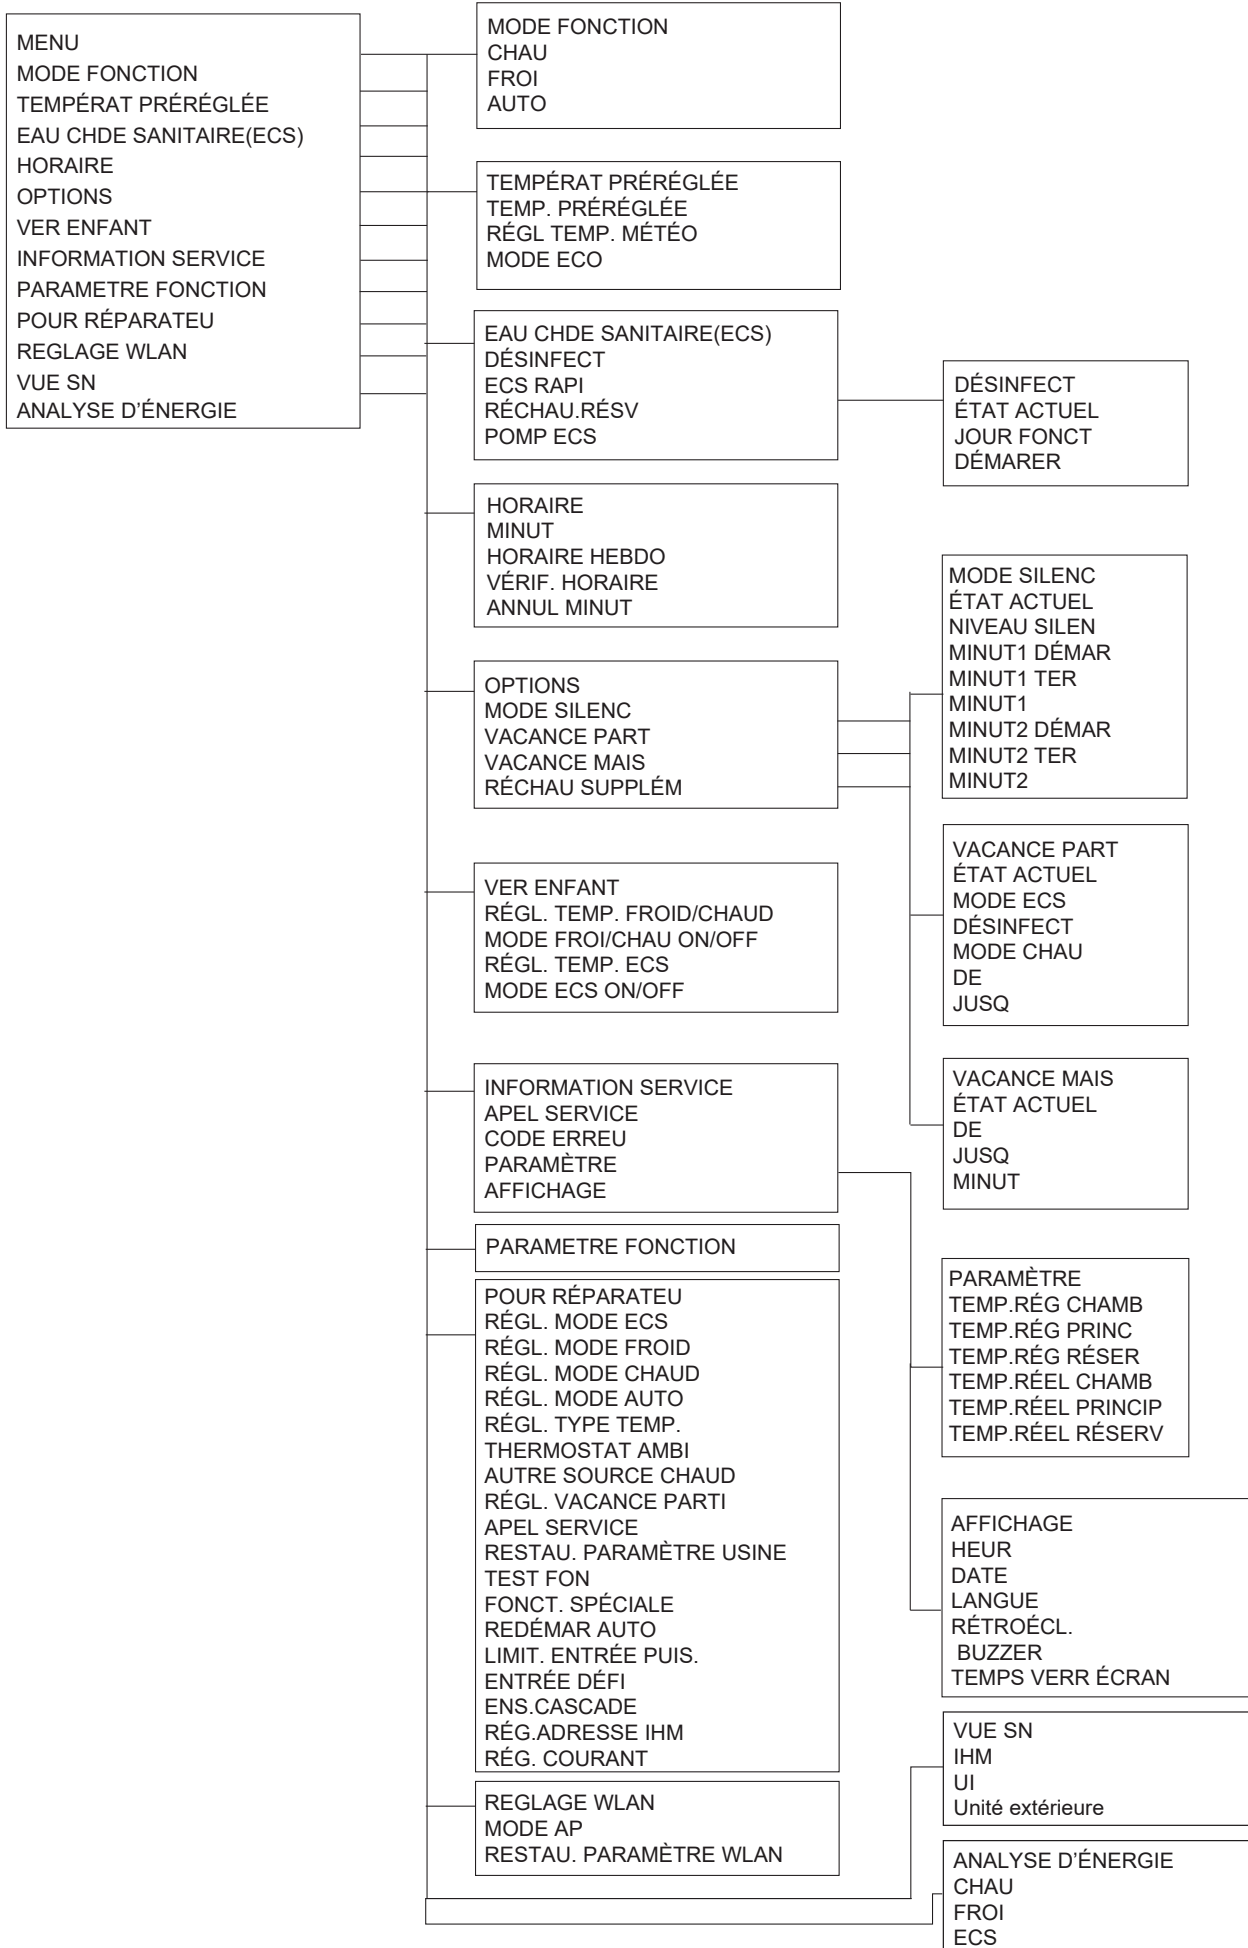 MENU
MODE FONCTION
TEMPÉRAT PRÉRÉGLÉE
EAU CHDE SANITAIRE(ECS)
HORAIRE
OPTIONS
VER ENFANT
INFORMATION SERVICE
PARAMETRE FONCTION
POUR RÉPARATEU
REGLAGE WLAN
VUE SN
ANALYSE D’ÉNERGIE
MODE FONCTION
CHAU
FROI
AUTO
TEMPÉRAT PRÉRÉGLÉE
TEMP. PRÉRÉGLÉE
RÉGL TEMP. MÉTÉO
MODE ECO
EAU CHDE SANITAIRE(ECS)
DÉSINFECT
ECS RAPI
RÉCHAU.RÉSV
POMP ECS
DÉSINFECT
ÉTAT ACTUEL
JOUR FONCT
DÉMARER
HORAIRE
MINUT
HORAIRE HEBDO
VÉRIF. HORAIRE
ANNUL MINUT
OPTIONS
MODE SILENC
VACANCE PART
VACANCE MAIS
RÉCHAU SUPPLÉM
MODE SILENC
ÉTAT ACTUEL
NIVEAU SILEN
MINUT1 DÉMAR
MINUT1 TER
MINUT1
MINUT2 DÉMAR
MINUT2 TER
MINUT2
VACANCE PART
ÉTAT ACTUEL
MODE ECS
DÉSINFECT
MODE CHAU
DE
JUSQ
VACANCE MAIS
ÉTAT ACTUEL
DE
JUSQ
MINUT
VER ENFANT
RÉGL. TEMP. FROID/CHAUD
MODE FROI/CHAU ON/OFF
RÉGL. TEMP. ECS
MODE ECS ON/OFF
INFORMATION SERVICE
APEL SERVICE
CODE ERREU
PARAMÈTRE
AFFICHAGE
PARAMÈTRE
TEMP.RÉG CHAMB
TEMP.RÉG PRINC
TEMP.RÉG RÉSER
TEMP.RÉEL CHAMB
TEMP.RÉEL PRINCIP
TEMP.RÉEL RÉSERV
AFFICHAGE
HEUR
DATE
LANGUE
RÉTROÉCL.
BUZZER
TEMPS VERR ÉCRAN
PARAMETRE FONCTION
POUR RÉPARATEU
RÉGL. MODE ECS
RÉGL. MODE FROID
RÉGL. MODE CHAUD
RÉGL. MODE AUTO
RÉGL. TYPE TEMP.
THERMOSTAT AMBI
AUTRE SOURCE CHAUD
RÉGL. VACANCE PARTI
APEL SERVICE
RESTAU. PARAMÈTRE USINE
TEST FON
FONCT. SPÉCIALE
REDÉMAR AUTO
LIMIT. ENTRÉE PUIS.
ENTRÉE DÉFI
ENS.CASCADE
RÉG.ADRESSE IHM
RÉG. COURANT
REGLAGE WLAN
MODE AP
RESTAU. PARAMÈTRE WLAN
VUE SN
IHM
UI
Unité extérieure
ANALYSE D’ÉNERGIE
CHAU
FROI
ECS